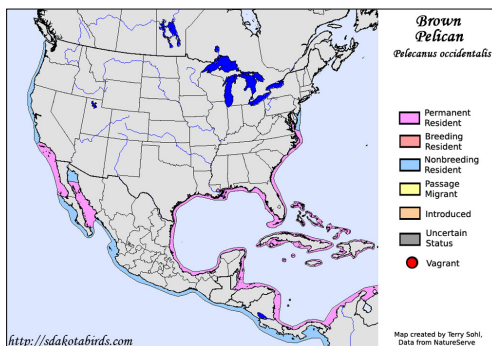 Brown
Pelican
Pelecanus occidentalis
Permanent
Resident
Breeding
Resident
Nonbreeding
Resident
Passage
Migrant
Introduced
Uncertain
Status
Vagrant
http://sdakotabirds.com
Map created by Terry Sohl,
Data from NatureServe